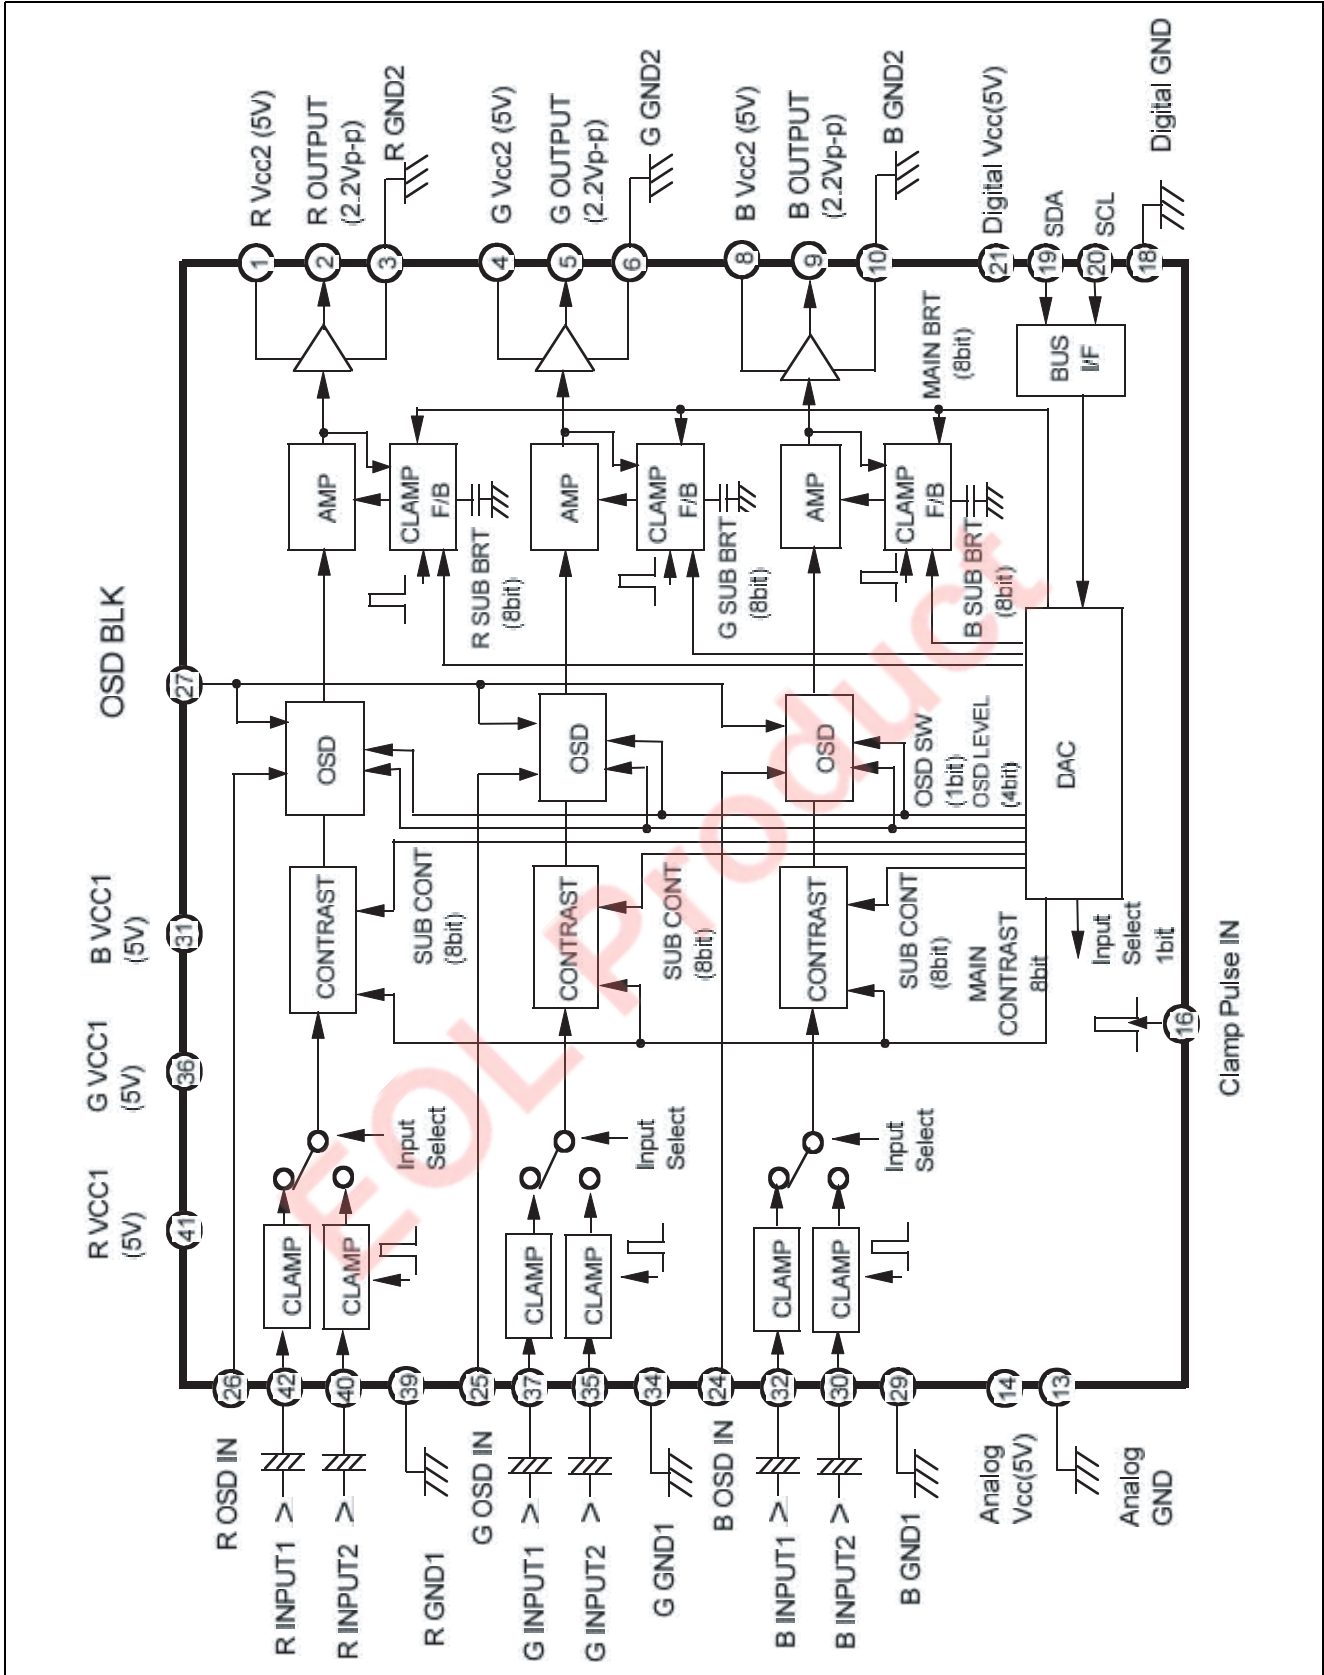 OSD BLK
27
B VCC1
(5V)
31
G VCC1
(5V)
36
R VCC1
(5V)
41
R Vcc2 (5V)
1
R OUTPUT
(2.2Vp-p)
2
R GND2
3
G Vcc2 (5V)
4
G OUTPUT
(2.2Vp-p)
5
G GND2
6
B Vcc2 (5V)
8
B OUTPUT
(2.2Vp-p)
9
B GND2
10
Digital Vcc(5V)
21
SDA
19
SCL
20
Digital GND
18
BUS
I/F
MAIN BRT
(8bit)
AMP
CLAMP
F/B
R SUB BRT
(8bit)
AMP
CLAMP
F/B
G SUB BRT
(8bit)
AMP
CLAMP
F/B
B SUB BRT
(8bit)
OSD
OSD
OSD
OSD SW
(1bit)
OSD LEVEL
(4bit)
DAC
CONTRAST
SUB CONT
(8bit)
CONTRAST
SUB CONT
(8bit)
CONTRAST
SUB CONT
(8bit)
MAIN
CONTRAST
8bit
Input
Select
1bit
16
Clamp Pulse IN
Input
Select
Input
Select
Input
Select
CLAMP
CLAMP
CLAMP
CLAMP
CLAMP
CLAMP
26
R OSD IN
42
R INPUT1
40
R INPUT2
39
R GND1
25
G OSD IN
37
G INPUT1
35
G INPUT2
34
G GND1
24
B OSD IN
32
B INPUT1
30
B INPUT2
29
B GND1
14
Analog
Vcc(5V)
13
Analog
GND
EOL Product